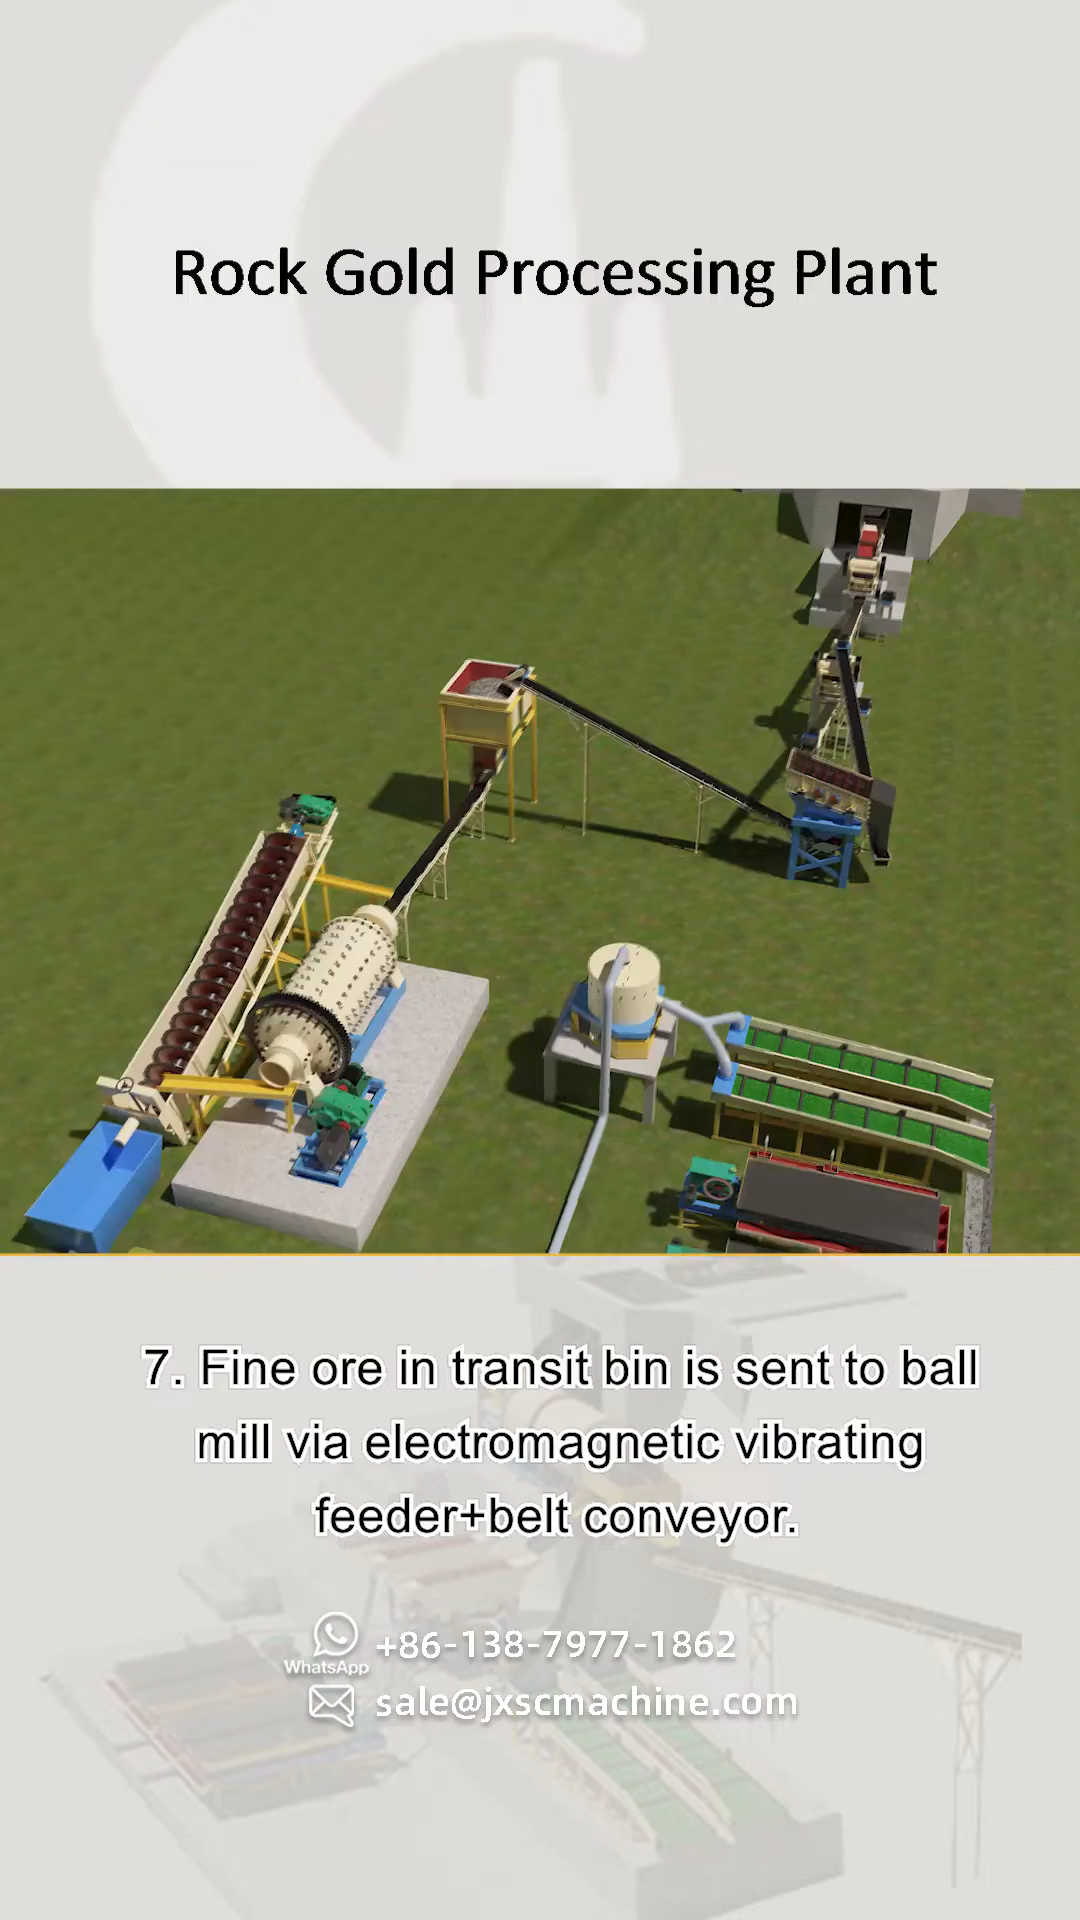 Rock Gold Processing Plant
7. Fine ore in transit bin is sent to ball
mill via electromagnetic vibrating
feeder+belt conveyor.
WhatsApp +86-138-7977-1862
sale@jxscmachine.com